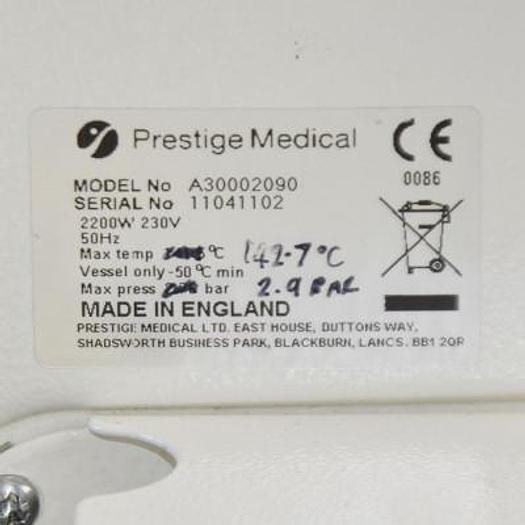 Prestige Medical
CE
0086
MODEL No A30002090
SERIAL No 11041102
2200W 230V
50Hz
Max temp °C 142.7°C
Vessel only -50 °C min
Max press bar 2.9 BAR
MADE IN ENGLAND
PRESTIGE MEDICAL LTD. EAST HOUSE, DUTTONS WAY,
SHADSWORTH BUSINESS PARK, BLACKBURN, LANCS. BB1 2QR